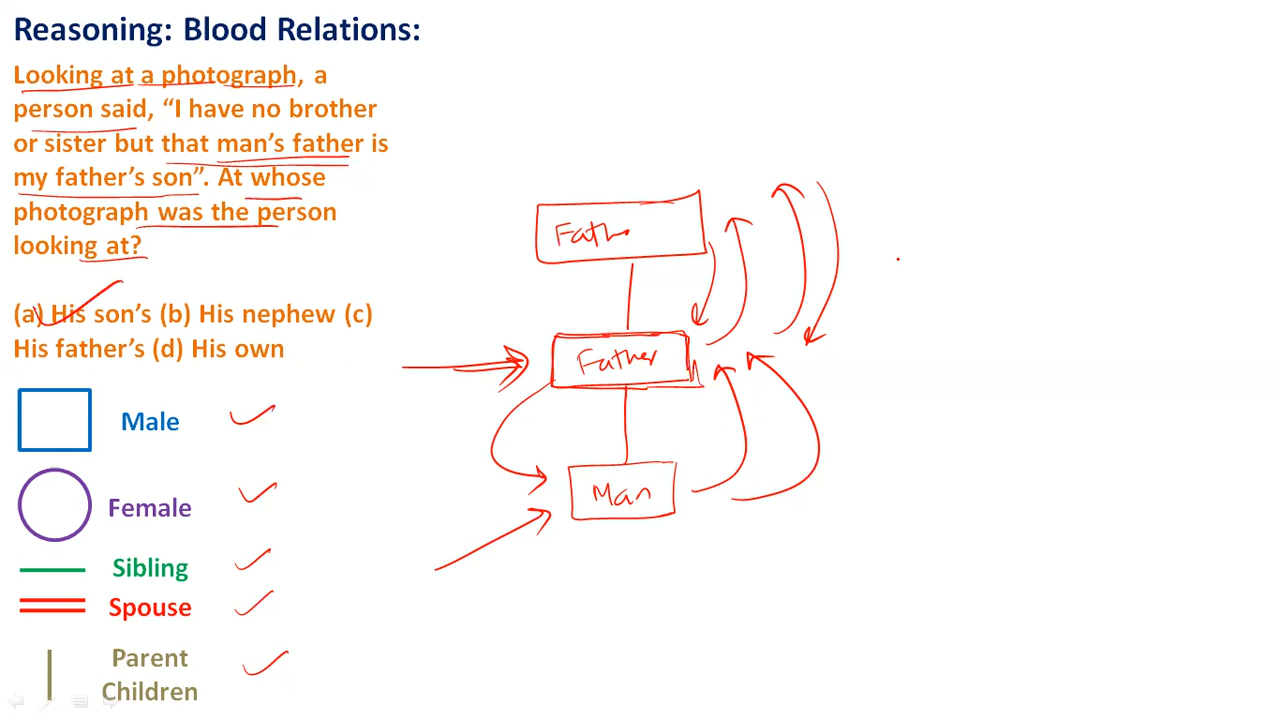 Reasoning: Blood Relations:
Looking at a photograph, a
person said, “I have no brother
or sister but that man’s father is
my father’s son”. At whose
photograph was the person
looking at?
(a) His son’s (b) His nephew (c)
His father’s (d) His own
Male
Female
Sibling
Spouse
Parent
Children
Fathe
Father
Man